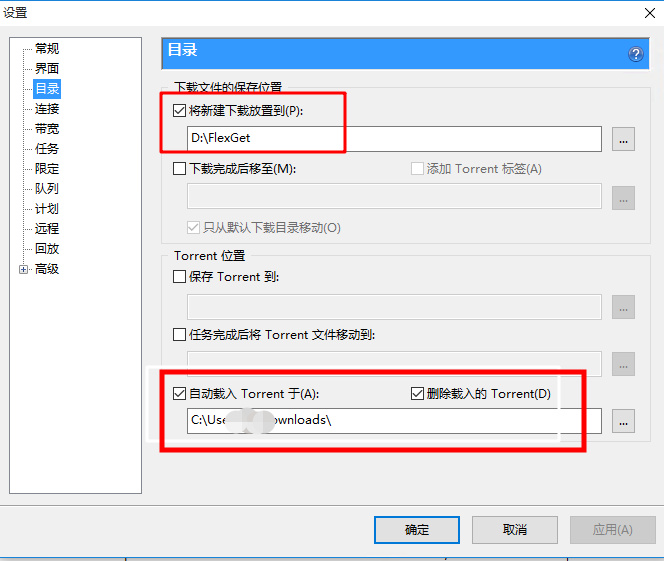 设置
常规
界面
目录
连接
带宽
任务
限定
队列
计划
远程
回放
高级
目录
下载文件的保存位置
将新建下载放置到(P):
D:\FlexGet
...
下载完成后移至(M):
添加 Torrent 标签(A)
...
只从默认下载目录移动(O)
Torrent 位置
保存 Torrent 到:
...
任务完成后将 Torrent 文件移动到:
...
自动载入 Torrent 于(A):
删除载入的 Torrent(D)
C:\Use ownloads\
...
确定
取消
应用(A)